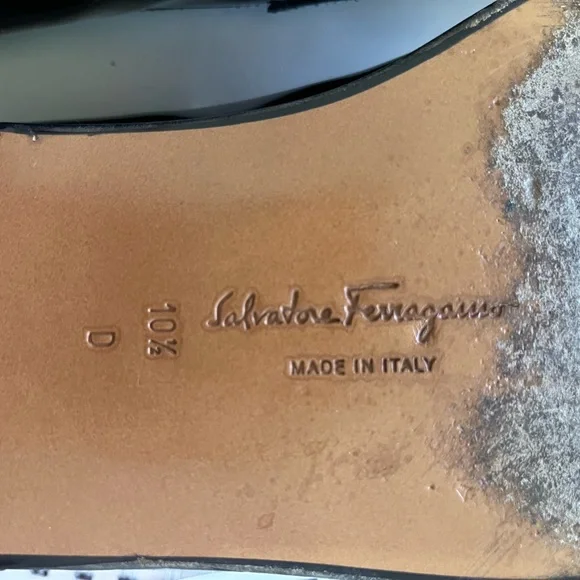 Salvatore Ferragamo
MADE IN ITALY
10½
D